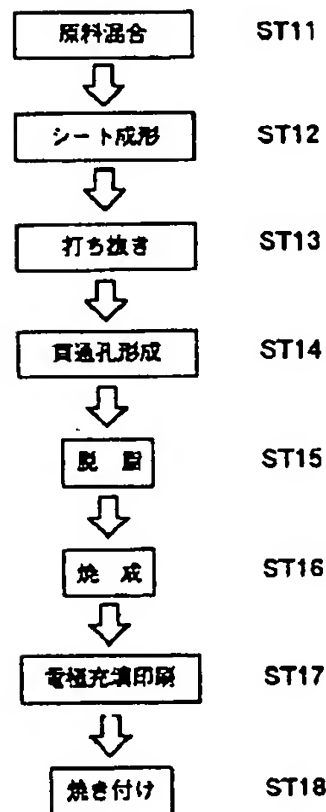 原料混合 ST11
シート成形 ST12
打ち抜き ST13
貫通孔形成 ST14
脱 脂 ST15
焼 成 ST16
電極充填印刷 ST17
焼き付け ST18